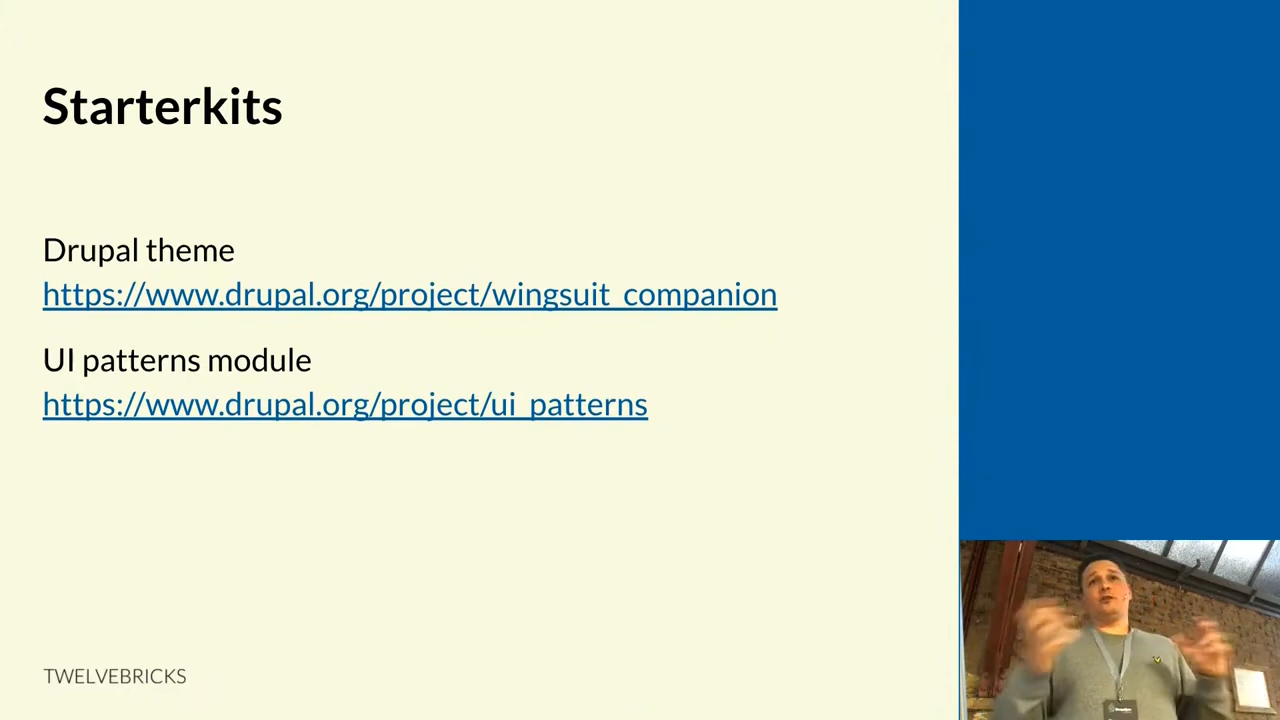 Starterkits
Drupal theme
https://www.drupal.org/project/wingsuit_companion
UI patterns module
https://www.drupal.org/project/ui_patterns
TWELVEBRICKS